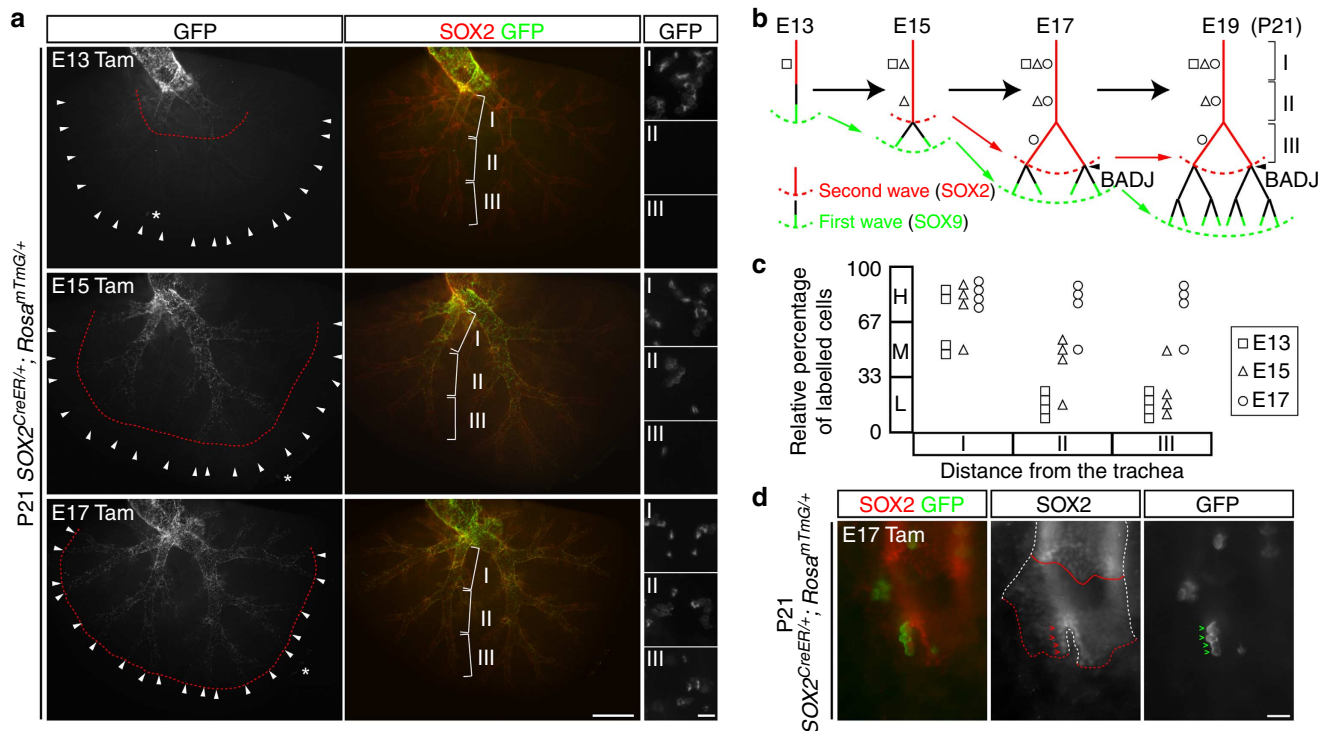 a
GFP
SOX2 GFP
GFP
P21 SOX2CreER/+; RosamTmG/+
E13 Tam
*
I
II
III
I
II
III
E15 Tam
*
I
II
III
I
II
III
E17 Tam
*
I
II
III
I
II
III
b
E13
E15
E17
E19 (P21)
I
II
III
BADJ
BADJ
Second wave (SOX2)
First wave (SOX9)
c
Relative percentage
of labelled cells
100
67
33
0
H
M
L
I
II
III
Distance from the trachea
E13
E15
E17
d
SOX2 GFP
SOX2
GFP
P21
SOX2CreER/+; RosamTmG/+
E17 Tam